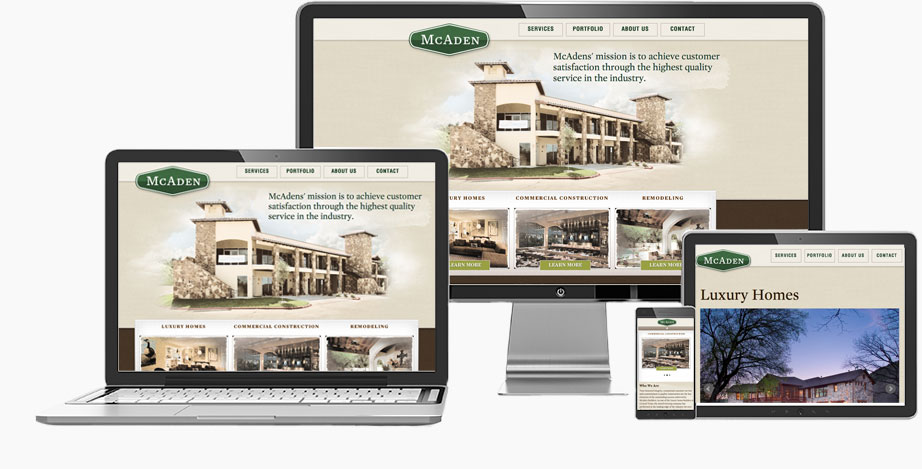 McAden
SERVICES PORTFOLIO ABOUT US CONTACT
McAdens' mission is to achieve customer
satisfaction through the highest quality
service in the industry.
URY HOMES COMMERCIAL CONSTRUCTION REMODELING
LEARN MORE LEARN MORE LEARN MORE
McAden
SERVICES PORTFOLIO ABOUT US CONTACT
McAdens' mission is to achieve customer
satisfaction through the highest quality
service in the industry.
LUXURY HOMES COMMERCIAL CONSTRUCTION REMODELING
McAden
SERVICES PORTFOLIO ABOUT US CONTACT
Luxury Homes
McAden
COMMERCIAL CONSTRUCTION
Who We Are